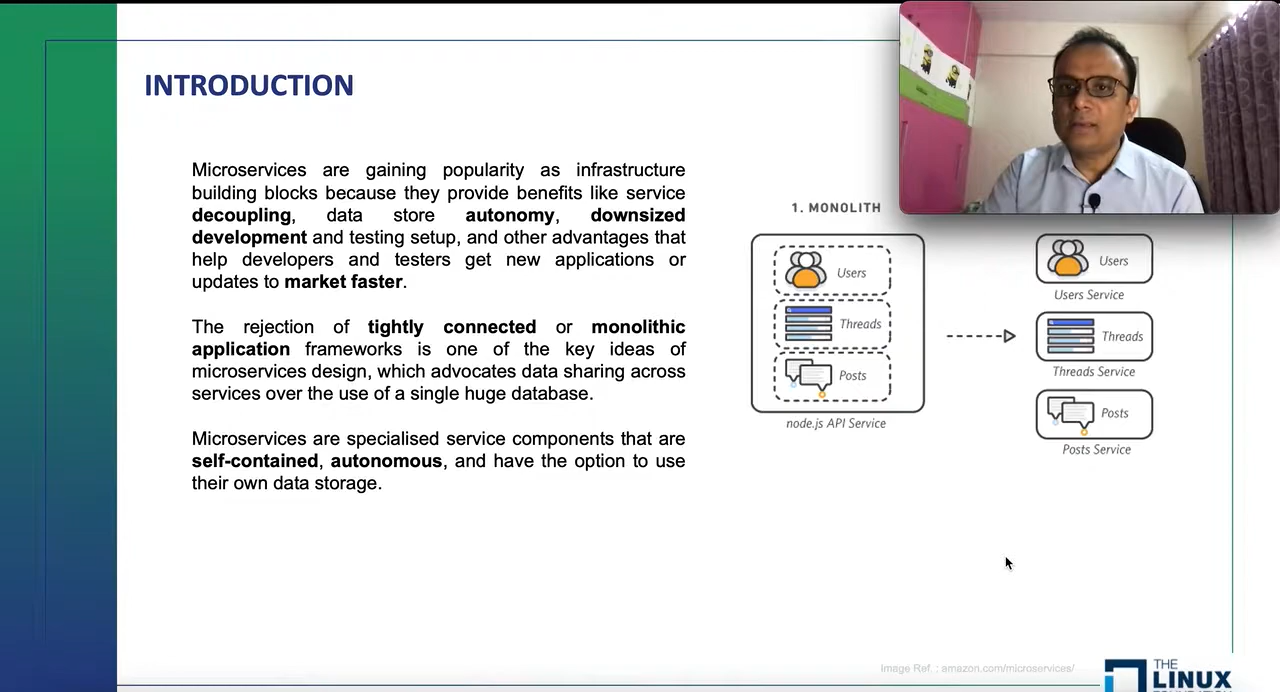 INTRODUCTION
Microservices are gaining popularity as infrastructure
building blocks because they provide benefits like service
decoupling, data store autonomy, downsized
development and testing setup, and other advantages that
help developers and testers get new applications or
updates to market faster.
The rejection of tightly connected or monolithic
application frameworks is one of the key ideas of
microservices design, which advocates data sharing across
services over the use of a single huge database.
Microservices are specialised service components that are
self-contained, autonomous, and have the option to use
their own data storage.
1. MONOLITH
Users
Threads
Posts
node.js API Service
Users
Users Service
Threads
Threads Service
Posts
Posts Service
Image Ref. : amazon.com/microservices/
THE
LINUX